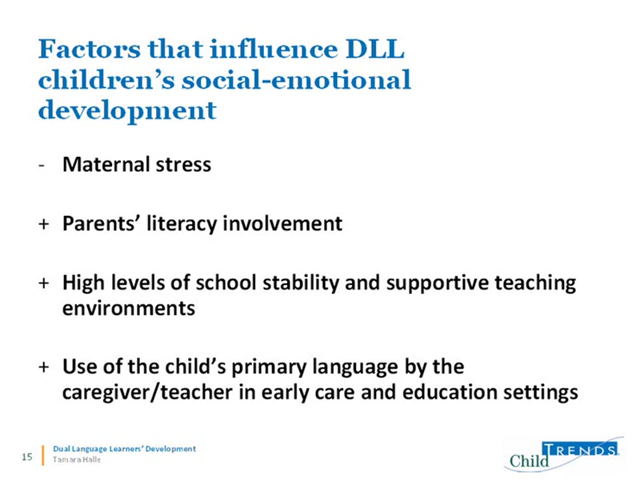 Factors that influence DLL
children’s social-emotional
development
- Maternal stress
+ Parents’ literacy involvement
+ High levels of school stability and supportive teaching
environments
+ Use of the child’s primary language by the
caregiver/teacher in early care and education settings
15
Dual Language Learners’ Development
Tamara Halle
Child TRENDS